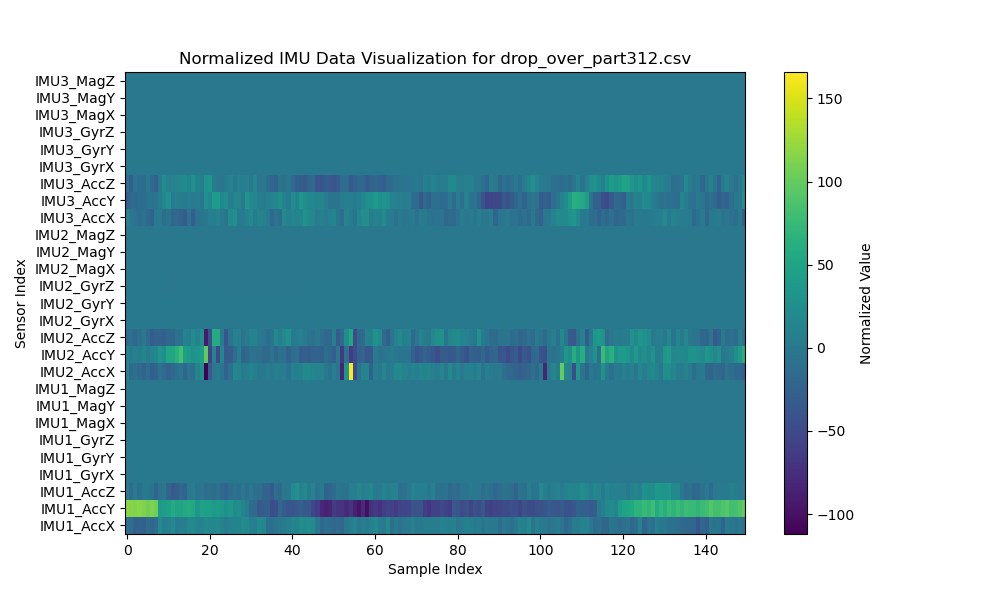 Normalized IMU Data Visualization for drop_over_part312.csv
IMU3_MagZ
IMU3_MagY
IMU3_MagX
IMU3_GyrZ
IMU3_GyrY
IMU3_GyrX
IMU3_AccZ
IMU3_AccY
IMU3_AccX
IMU2_MagZ
IMU2_MagY
IMU2_MagX
IMU2_GyrZ
IMU2_GyrY
IMU2_GyrX
IMU2_AccZ
IMU2_AccY
IMU2_AccX
IMU1_MagZ
IMU1_MagY
IMU1_MagX
IMU1_GyrZ
IMU1_GyrY
IMU1_GyrX
IMU1_AccZ
IMU1_AccY
IMU1_AccX
Sensor Index
0 20 40 60 80 100 120 140
Sample Index
150
100
50
0
−50
−100
Normalized Value